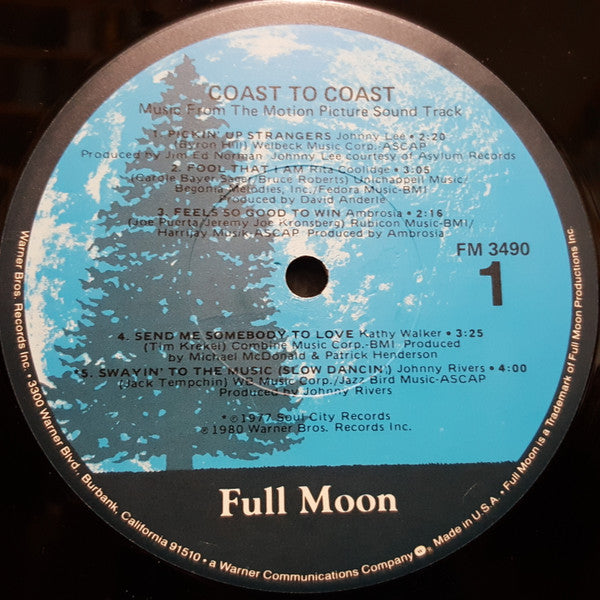 COAST TO COAST
Music From The Motion Picture Sound Track
1. PICKIN' UP STRANGERS Johnny Lee • 2:20
(Byron Hill) Welbeck Music Corp.-ASCAP
Produced by Jim Ed Norman. Johnny Lee courtesy of Asylum Records
2. FOOL THAT I AM Rita Coolidge • 3:05
(Carole Bayer Sager/Bruce Roberts) Unichappell Music/
Begonia Melodies, Inc./Fedora Music-BMI
Produced by David Anderle
3. FEELS SO GOOD TO WIN Ambrosia • 2:16
(Joe Puerta/Jeremy Joe Kronsberg) Rubicon Music-BMI/
Harrijay Musik-ASCAP Produced by Ambrosia
FM 3490
1
4. SEND ME SOMEBODY TO LOVE Kathy Walker • 3:25
(Tim Krekel) Combine Music Corp.-BMI Produced
by Michael McDonald & Patrick Henderson
*5. SWAYIN' TO THE MUSIC (SLOW DANCIN') Johnny Rivers • 4:00
(Jack Tempchin) WB Music Corp./Jazz Bird Music-ASCAP
Produced by Johnny Rivers
*℗1977 Soul City Records
℗1980 Warner Bros. Records Inc.
Full Moon
Warner Bros. Records Inc. • 3300 Warner Blvd., Burbank, California 91510 • a Warner Communications Company. • Made in U.S.A. • Full Moon is a Trademark of Full Moon Productions Inc.